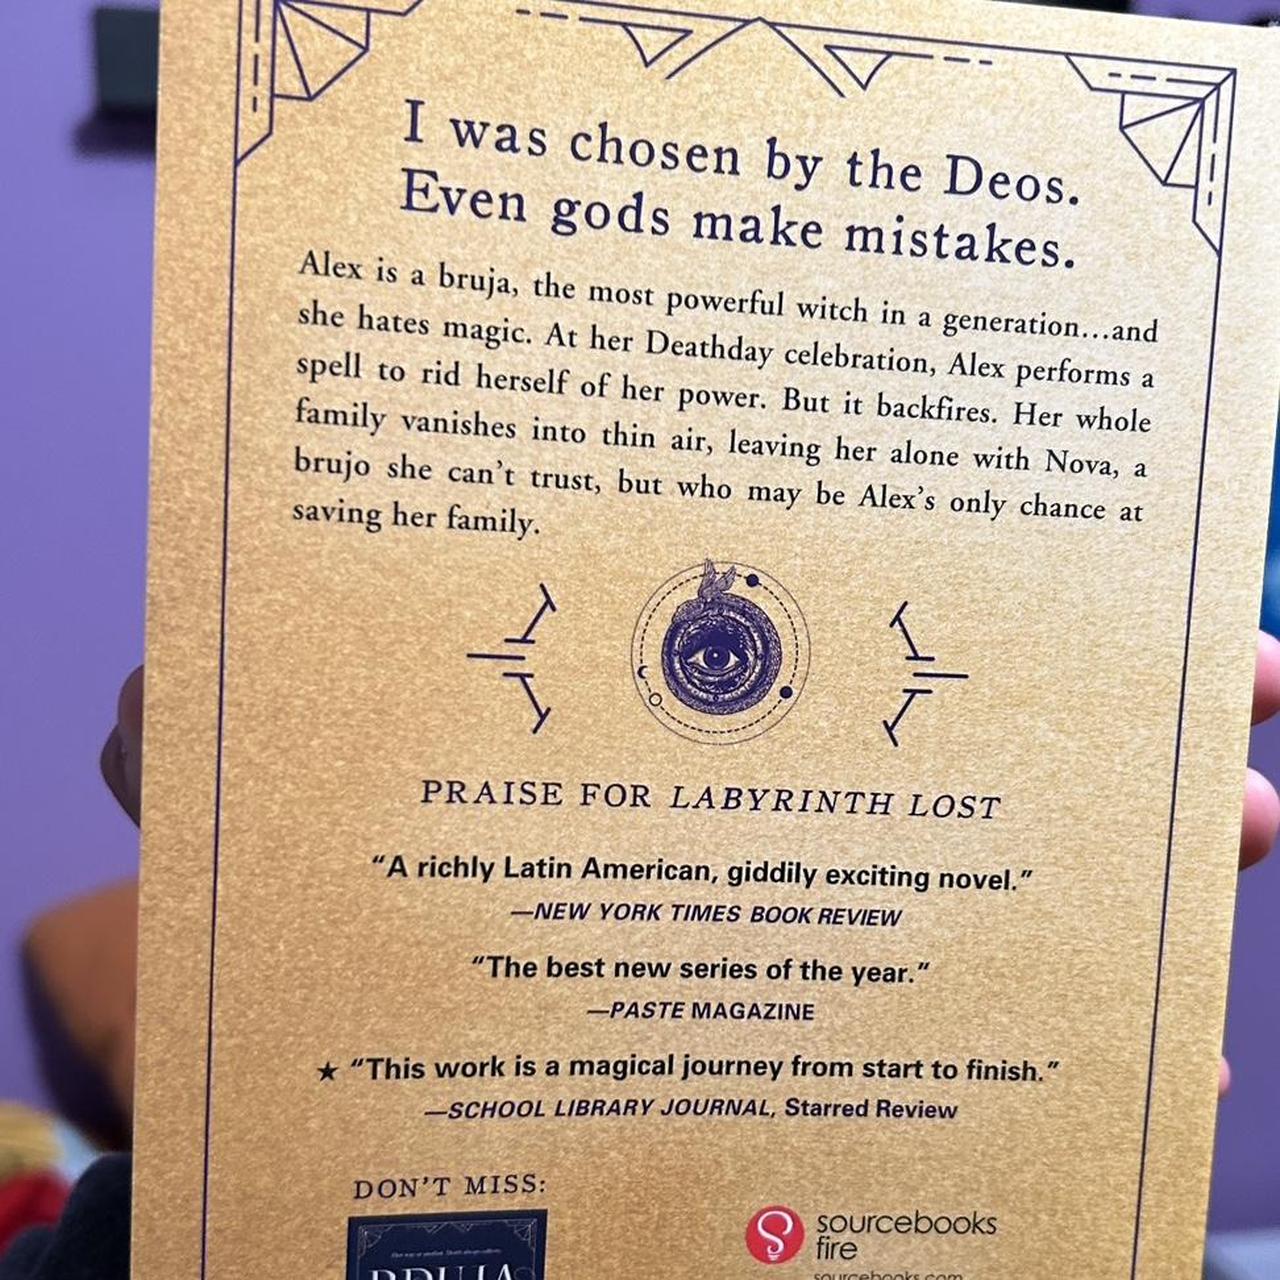 I was chosen by the Deos.
Even gods make mistakes.
Alex is a bruja, the most powerful witch in a generation...and
she hates magic. At her Deathday celebration, Alex performs a
spell to rid herself of her power. But it backfires. Her whole
family vanishes into thin air, leaving her alone with Nova, a
brujo she can't trust, but who may be Alex's only chance at
saving her family.
PRAISE FOR LABYRINTH LOST
“A richly Latin American, giddily exciting novel.”
—NEW YORK TIMES BOOK REVIEW
“The best new series of the year.”
—PASTE MAGAZINE
★ “This work is a magical journey from start to finish.”
—SCHOOL LIBRARY JOURNAL, Starred Review
DON'T MISS:
BRUJA
sourcebooks
fire
sourcebooks.com